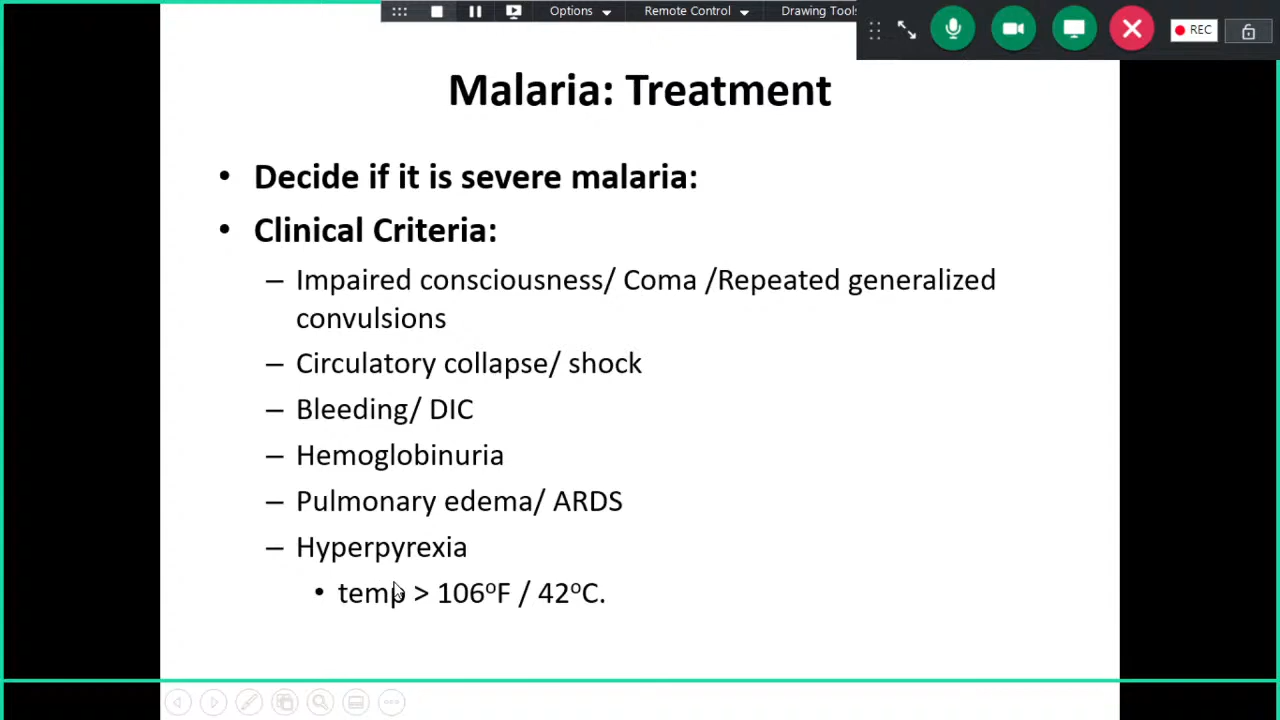 Options Remote Control Drawing Tools
REC
Malaria: Treatment
• Decide if it is severe malaria:
• Clinical Criteria:
– Impaired consciousness/ Coma /Repeated generalized
convulsions
– Circulatory collapse/ shock
– Bleeding/ DIC
– Hemoglobinuria
– Pulmonary edema/ ARDS
– Hyperpyrexia
• temp > 106ºF / 42ºC.